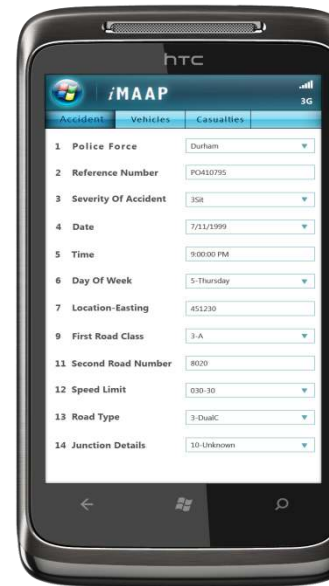 hTC
iMAAP
3G
Accident Vehicles Casualties
1 Police Force Durham
2 Reference Number PO410795
3 Severity Of Accident 3Slt
4 Date 7/11/1999
5 Time 9:00:00 PM
6 Day Of Week 5-Thursday
7 Location-Easting 451230
9 First Road Class 3-A
11 Second Road Number 8020
12 Speed Limit 030-30
13 Road Type 3-DualC
14 Junction Details 10-Unknown